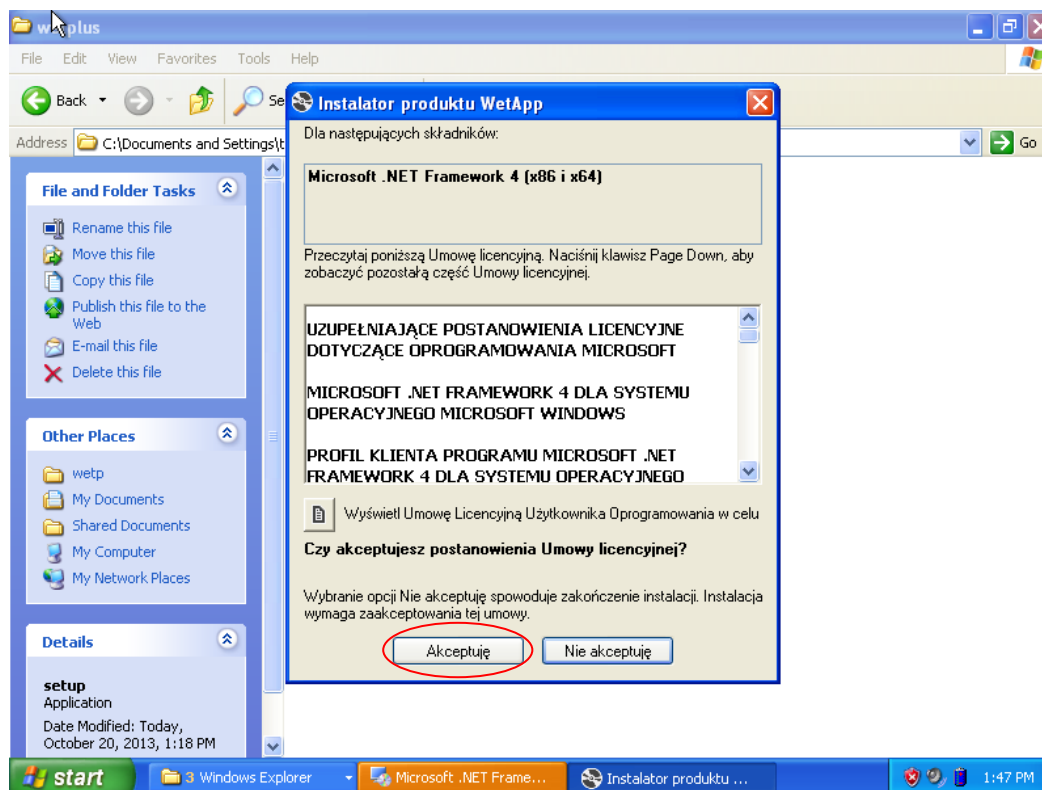 wetplus
File Edit View Favorites Tools Help
Back Se
Address C:\Documents and Settings\t Go
File and Folder Tasks
Rename this file
Move this file
Copy this file
Publish this file to the
Web
E-mail this file
Delete this file
Other Places
wetp
My Documents
Shared Documents
My Computer
My Network Places
Details
setup
Application
Date Modified: Today,
October 20, 2013, 1:18 PM
Instalator produktu WetApp
Dla następujących składników:
Microsoft .NET Framework 4 (x86 i x64)
Przeczytaj poniższą Umowę licencyjną. Naciśnij klawisz Page Down, aby
zobaczyć pozostałą część Umowy licencyjnej.
UZUPEŁNIAJĄCE POSTANOWIENIA LICENCYJNE
DOTYCZĄCE OPROGRAMOWANIA MICROSOFT
MICROSOFT .NET FRAMEWORK 4 DLA SYSTEMU
OPERACYJNEGO MICROSOFT WINDOWS
PROFIL KLIENTA PROGRAMU MICROSOFT .NET
FRAMEWORK 4 DLA SYSTEMU OPERACYJNEGO
Wyświetl Umowę Licencyjną Użytkownika Oprogramowania w celu
Czy akceptujesz postanowienia Umowy licencyjnej?
Wybranie opcji Nie akceptuję spowoduje zakończenie instalacji. Instalacja
wymaga zaakceptowania tej umowy.
Akceptuję Nie akceptuję
start 3 Windows Explorer Microsoft .NET Frame... Instalator produktu ... 1:47 PM